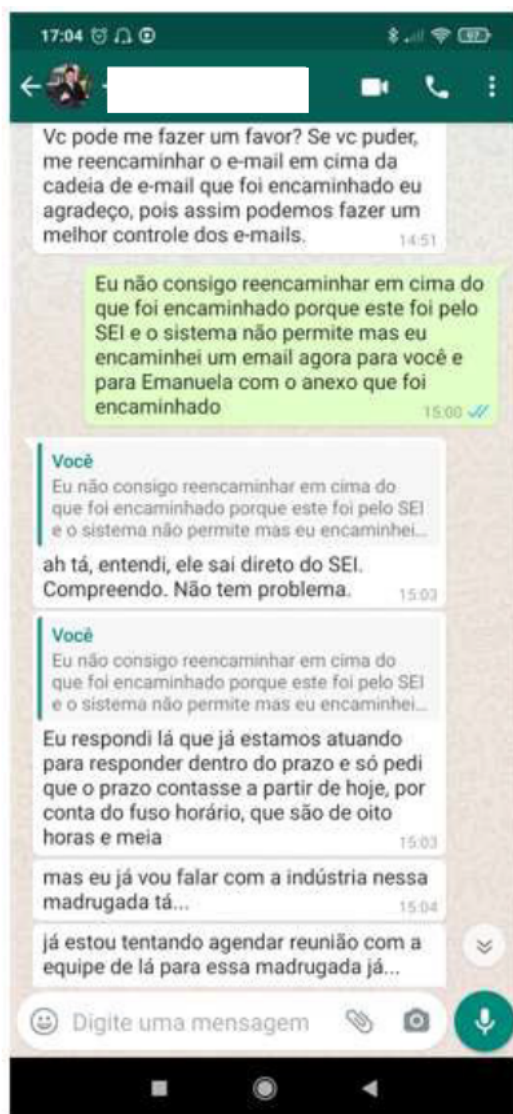 17:04
97
Vc pode me fazer um favor? Se vc puder,
me reencaminhar o e-mail em cima da
cadeia de e-mail que foi encaminhado eu
agradeço, pois assim podemos fazer um
melhor controle dos e-mails.
14:51
Eu não consigo reencaminhar em cima do
que foi encaminhado porque este foi pelo
SEI e o sistema não permite mas eu
encaminhei um email agora para você e
para Emanuela com o anexo que foi
encaminhado
15:00
Você
Eu não consigo reencaminhar em cima do
que foi encaminhado porque este foi pelo SEI
e o sistema não permite mas eu encaminhei...
ah tá, entendi, ele sai direto do SEI.
Compreendo. Não tem problema.
15:03
Você
Eu não consigo reencaminhar em cima do
que foi encaminhado porque este foi pelo SEI
e o sistema não permite mas eu encaminhei...
Eu respondi lá que já estamos atuando
para responder dentro do prazo e só pedi
que o prazo contasse a partir de hoje, por
conta do fuso horário, que são de oito
horas e meia
15:03
mas eu já vou falar com a indústria nessa
madrugada tá...
15:04
já estou tentando agendar reunião com a
equipe de lá para essa madrugada já...
Digite uma mensagem